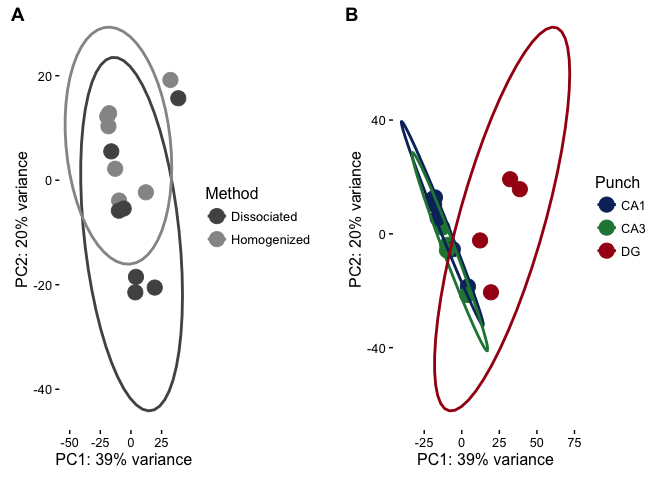 A
PC2: 20% variance
20
0
-20
-40
-50 -25 0 25
PC1: 39% variance
Method
Dissociated
Homogenized
B
PC2: 20% variance
40
0
-40
-25 0 25 50 75
PC1: 39% variance
Punch
CA1
CA3
DG